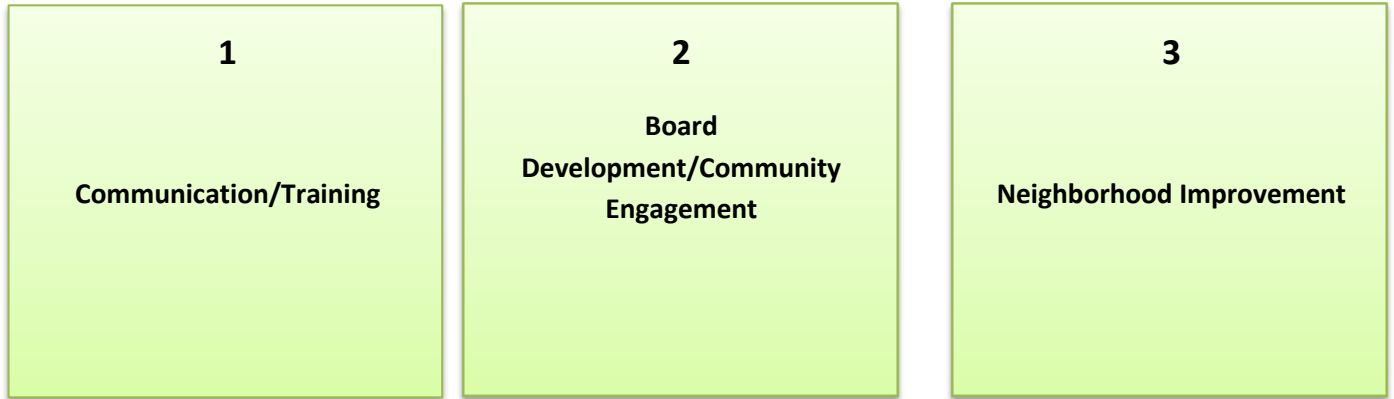 1
Communication/Training
2
Board
Development/Community
Engagement
3
Neighborhood Improvement